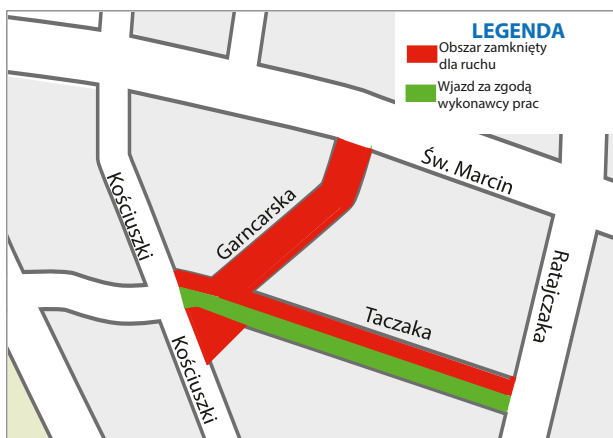 LEGENDA
Obszar zamknięty
dla ruchu
Wjazd za zgodą
wykonawcy prac
Św. Marcin
Kościuszki
Garncarska
Ratajczaka
Taczaka
Kościuszki